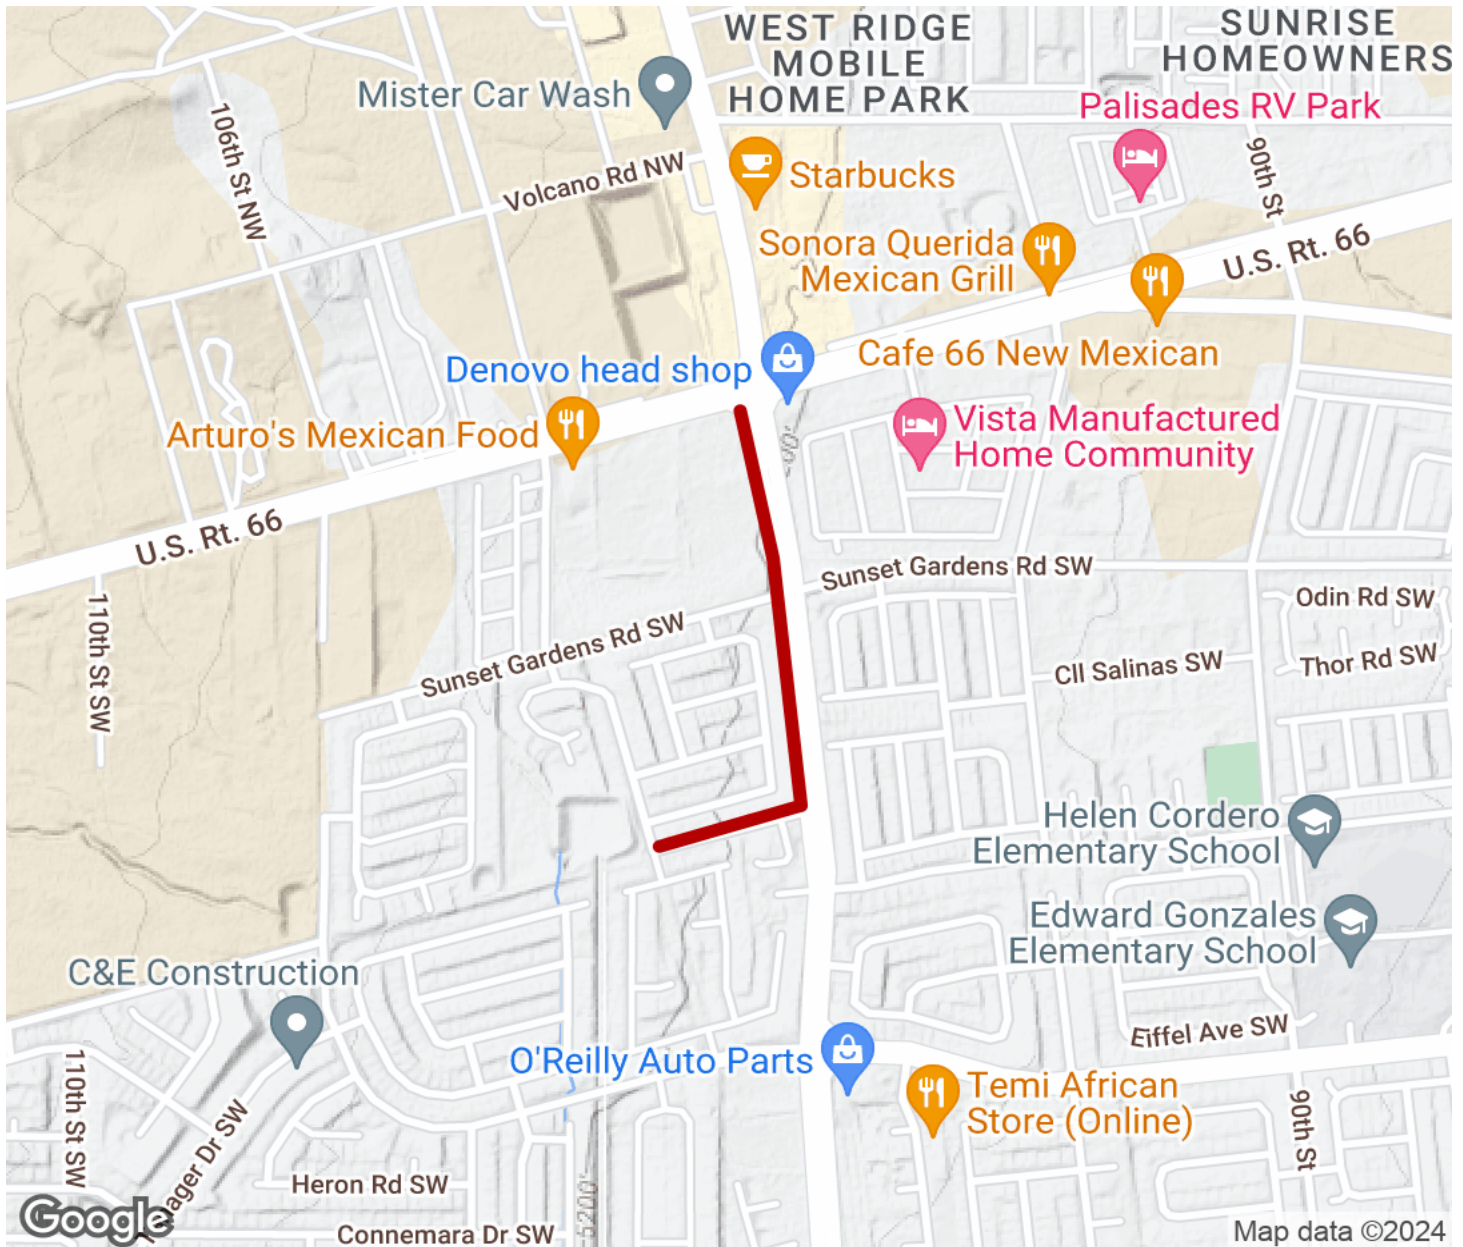 WEST RIDGE
MOBILE
HOME PARK
SUNRISE
HOMEOWNERS
Mister Car Wash
Palisades RV Park
106th St NW
Volcano Rd NW
Starbucks
90th St
Sonora Querida
Mexican Grill
U.S. Rt. 66
Denovo head shop
Cafe 66 New Mexican
Arturo's Mexican Food
Vista Manufactured
Home Community
U.S. Rt. 66
Sunset Gardens Rd SW
110th St SW
Odin Rd SW
Sunset Gardens Rd SW
Cll Salinas SW
Thor Rd SW
Helen Cordero
Elementary School
Edward Gonzales
Elementary School
C&E Construction
Eiffel Ave SW
O'Reilly Auto Parts
110th St SW
Temi African
Store (Online)
90th St
Dr SW
Heron Rd SW
5200'
Google
Connemara Dr SW
Map data ©2024